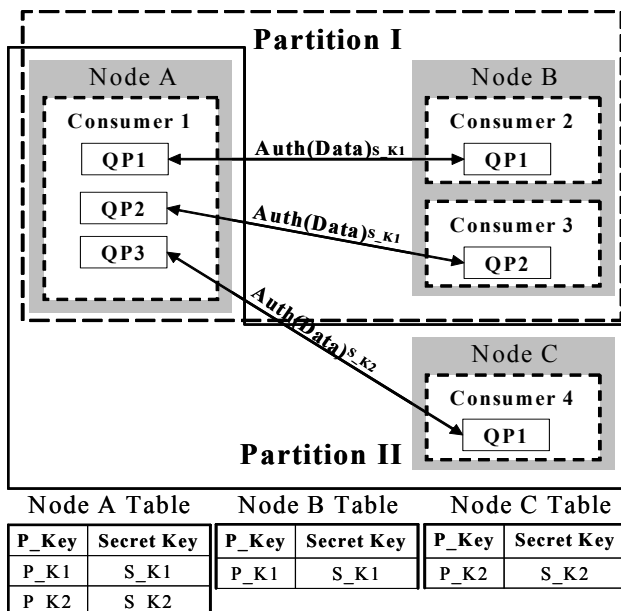 Partition I
Node A
Node B
Consumer 1
Consumer 2
QP1
Auth(Data)S_K1
QP1
QP2
Auth(Data)S_K1
Consumer 3
QP3
QP2
Auth(Data)S_K2
Node C
Consumer 4
QP1
Partition II
Node A Table
Node B Table
Node C Table
P_Key Secret Key
P_K1 S_K1
P_K2 S_K2
P_Key Secret Key
P_K1 S_K1
P_Key Secret Key
P_K2 S_K2